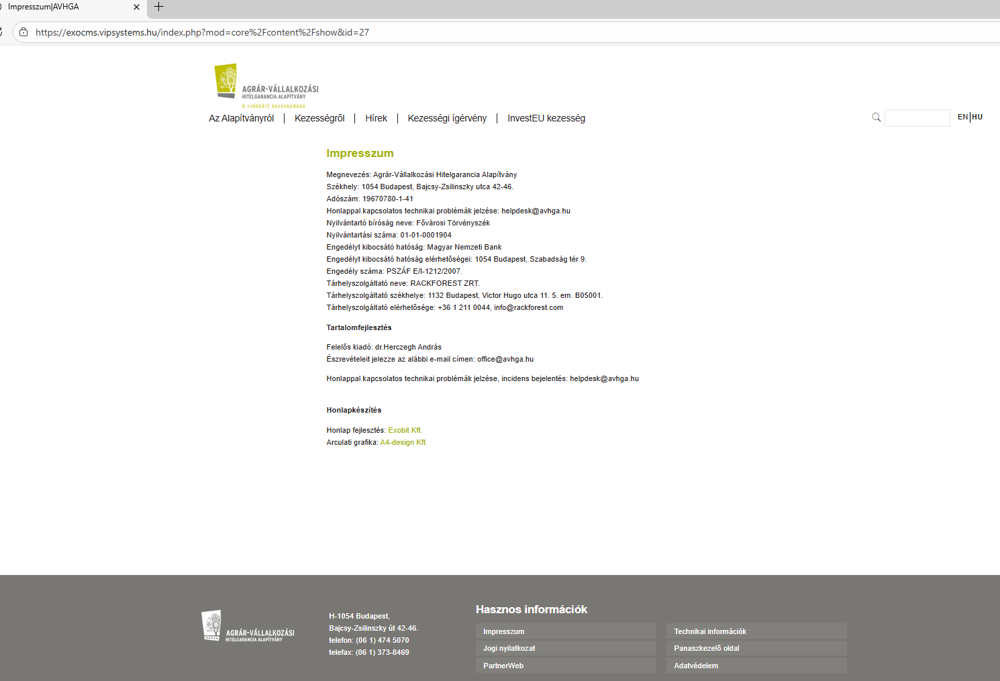 Impresszum|AVHGA
https://exocms.vipsystems.hu/index.php?mod=core%2Fcontent%2Fshow&id=27
AGRÁR-VÁLLALKOZÁSI
HITELGARANCIA ALAPÍTVÁNY
A vidékért kezeskedünk
Az Alapítványról | Kezességről | Hírek | Kezességi ígérvény | InvestEU kezesség
EN|HU
Impresszum
Megnevezés: Agrár-Vállalkozási Hitelgarancia Alapítvány
Székhely: 1054 Budapest, Bajcsy-Zsilinszky utca 42-46.
Adószám: 19670780-1-41
Honlappal kapcsolatos technikai problémák jelzése: helpdesk@avhga.hu
Nyilvántartó bíróság neve: Fővárosi Törvényszék
Nyilvántartási száma: 01-01-0001904
Engedélyt kibocsátó hatóság: Magyar Nemzeti Bank
Engedélyt kibocsátó hatóság elérhetőségei: 1054 Budapest, Szabadság tér 9.
Engedély száma: PSZÁF E/I-1212/2007.
Tárhelyszolgáltató neve: RACKFOREST ZRT.
Tárhelyszolgáltató székhelye: 1132 Budapest, Victor Hugo utca 11. 5. em. B05001.
Tárhelyszolgáltató elérhetősége: +36 1 211 0044, info@rackforest.com
Tartalomfejlesztés
Felelős kiadó: dr.Herczegh András
Észrevételeit jelezze az alábbi e-mail címen: office@avhga.hu
Honlappal kapcsolatos technikai problémák jelzése, incidens bejelentés: helpdesk@avhga.hu
Honlapkészítés
Honlap fejlesztés: Exobit Kft.
Arculati grafika: A4-design Kft.
AGRÁR-VÁLLALKOZÁSI
HITELGARANCIA ALAPÍTVÁNY
H-1054 Budapest,
Bajcsy-Zsilinszky út 42-46.
telefon: (06 1) 474 5070
telefax: (06 1) 373-8469
Hasznos információk
Impresszum
Jogi nyilatkozat
PartnerWeb
Technikai információk
Panaszkezelő oldal
Adatvédelem